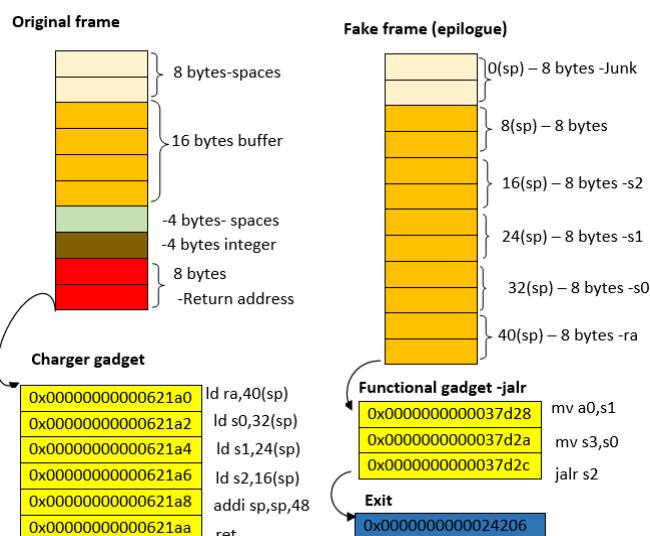 Original frame
8 bytes-spaces
16 bytes buffer
-4 bytes- spaces
-4 bytes integer
8 bytes
-Return address
Charger gadget
0x00000000000621a0 ld ra,40(sp)
0x00000000000621a2 ld s0,32(sp)
0x00000000000621a4 ld s1,24(sp)
0x00000000000621a6 ld s2,16(sp)
0x00000000000621a8 addi sp,sp,48
0x00000000000621aa ret
Fake frame (epilogue)
0(sp) – 8 bytes -Junk
8(sp) – 8 bytes
16(sp) – 8 bytes -s2
24(sp) – 8 bytes -s1
32(sp) – 8 bytes -s0
40(sp) – 8 bytes -ra
Functional gadget -jalr
0x0000000000037d28 mv a0,s1
0x0000000000037d2a mv s3,s0
0x0000000000037d2c jalr s2
Exit
0x0000000000024206